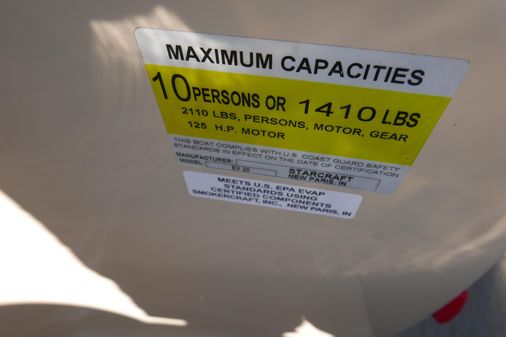 MAXIMUM CAPACITIES
10 PERSONS OR 1410 LBS
2110 LBS, PERSONS, MOTOR, GEAR
125 H.P. MOTOR
THIS BOAT COMPLIES WITH U.S. COAST GUARD SAFETY
STANDARDS IN EFFECT ON THE DATE OF CERTIFICATION
MANUFACTURER: STARCRAFT
MODEL: EX 20 NEW PARIS, IN
MEETS U.S. EPA EVAP
STANDARDS USING
CERTIFIED COMPONENTS
SMOKERCRAFT, INC., NEW PARIS, IN